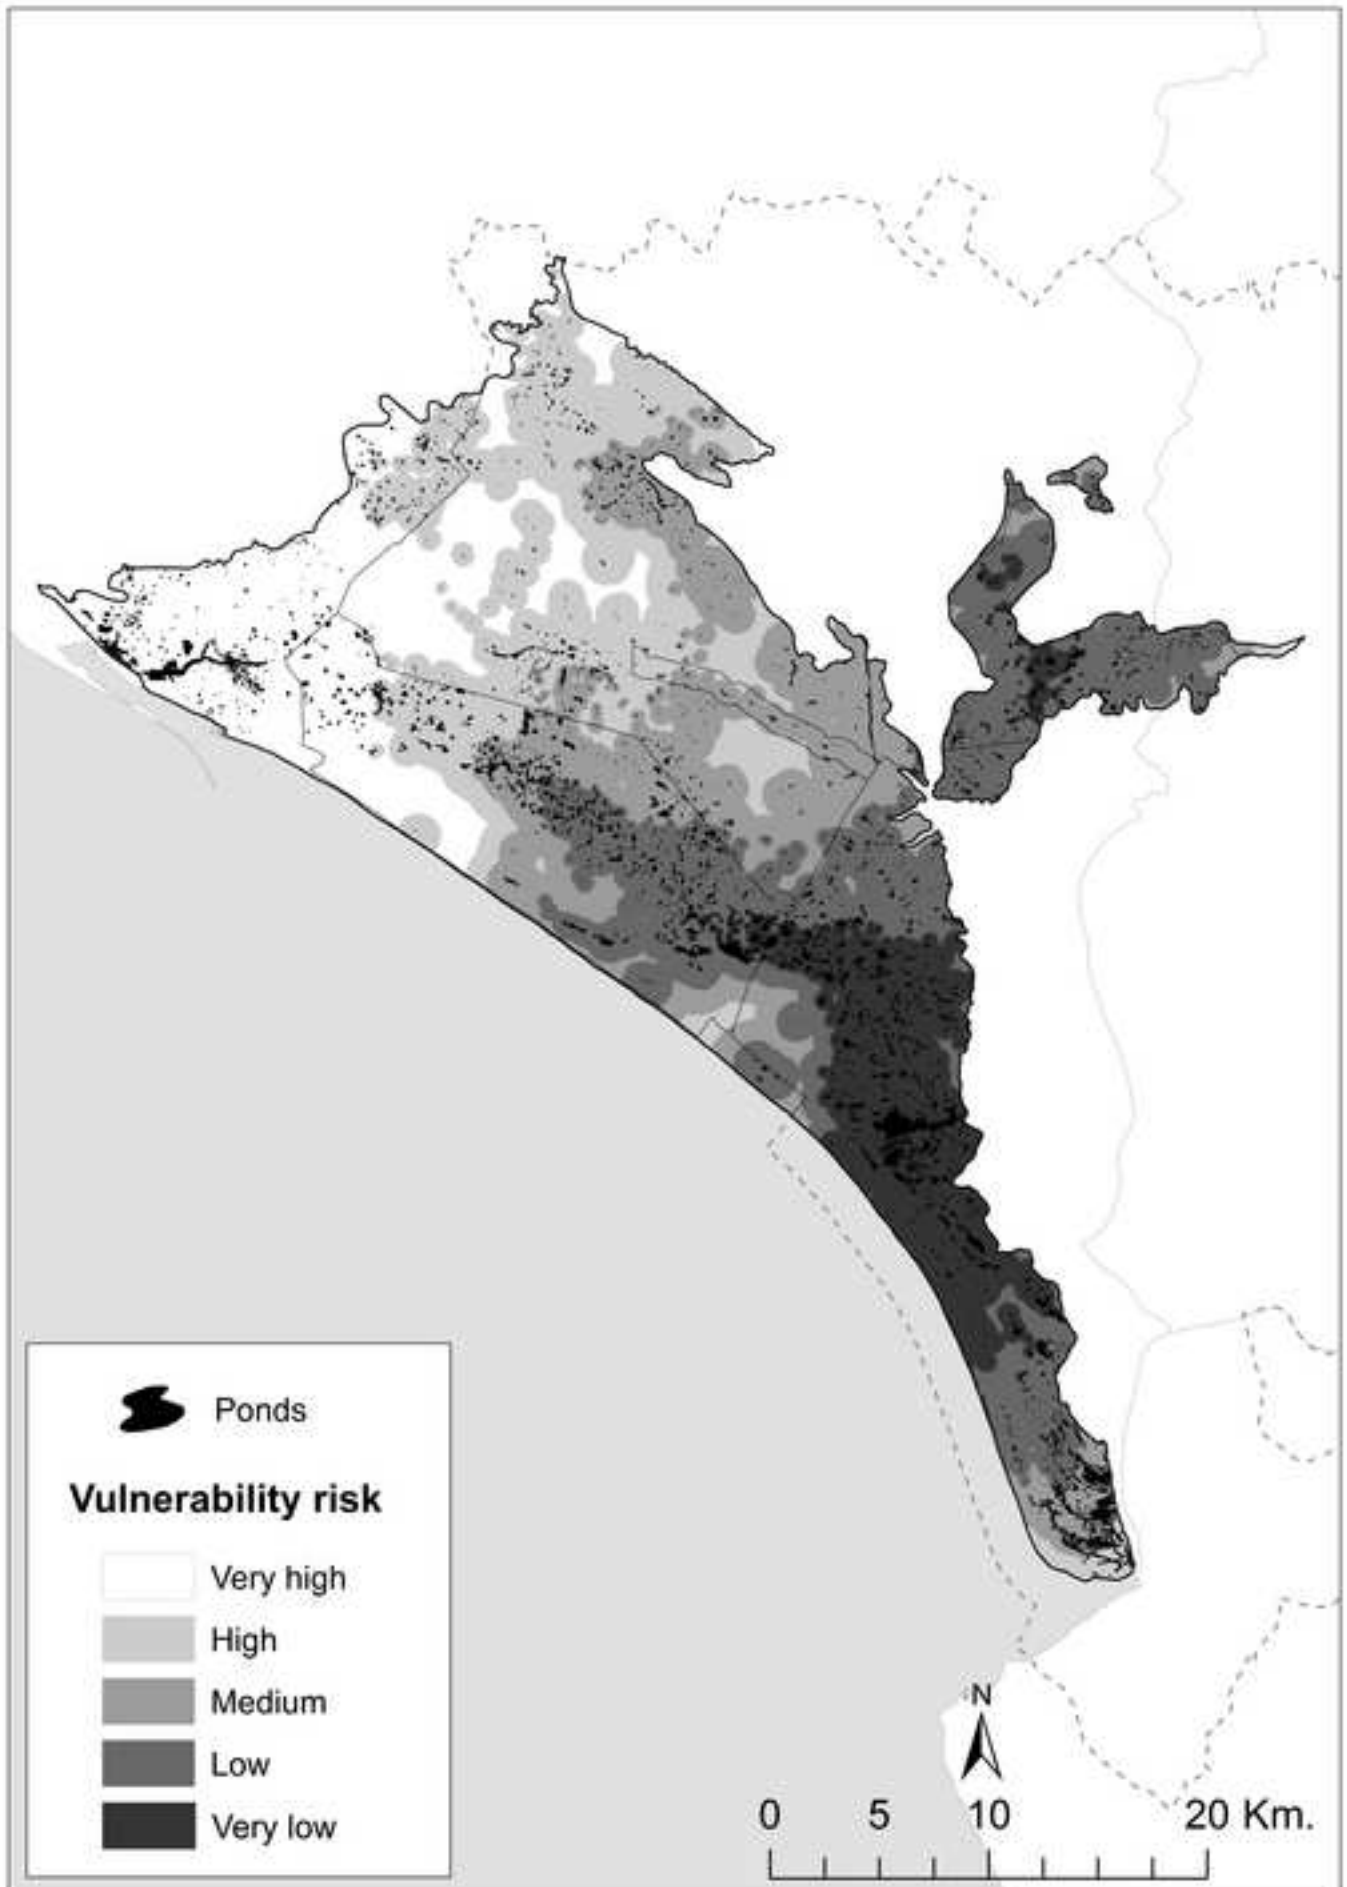 Ponds
Vulnerability risk
Very high
High
Medium
Low
Very low
N
0 5 10 20 Km.